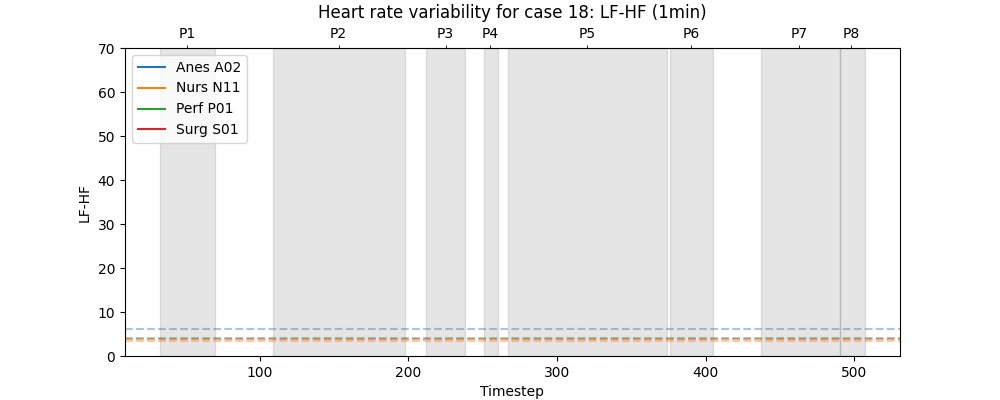 Heart rate variability for case 18: LF-HF (1min)
P1 P2 P3 P4 P5 P6 P7 P8
70
60
50
40
30
20
10
0
LF-HF
Anes A02
Nurs N11
Perf P01
Surg S01
100 200 300 400 500
Timestep